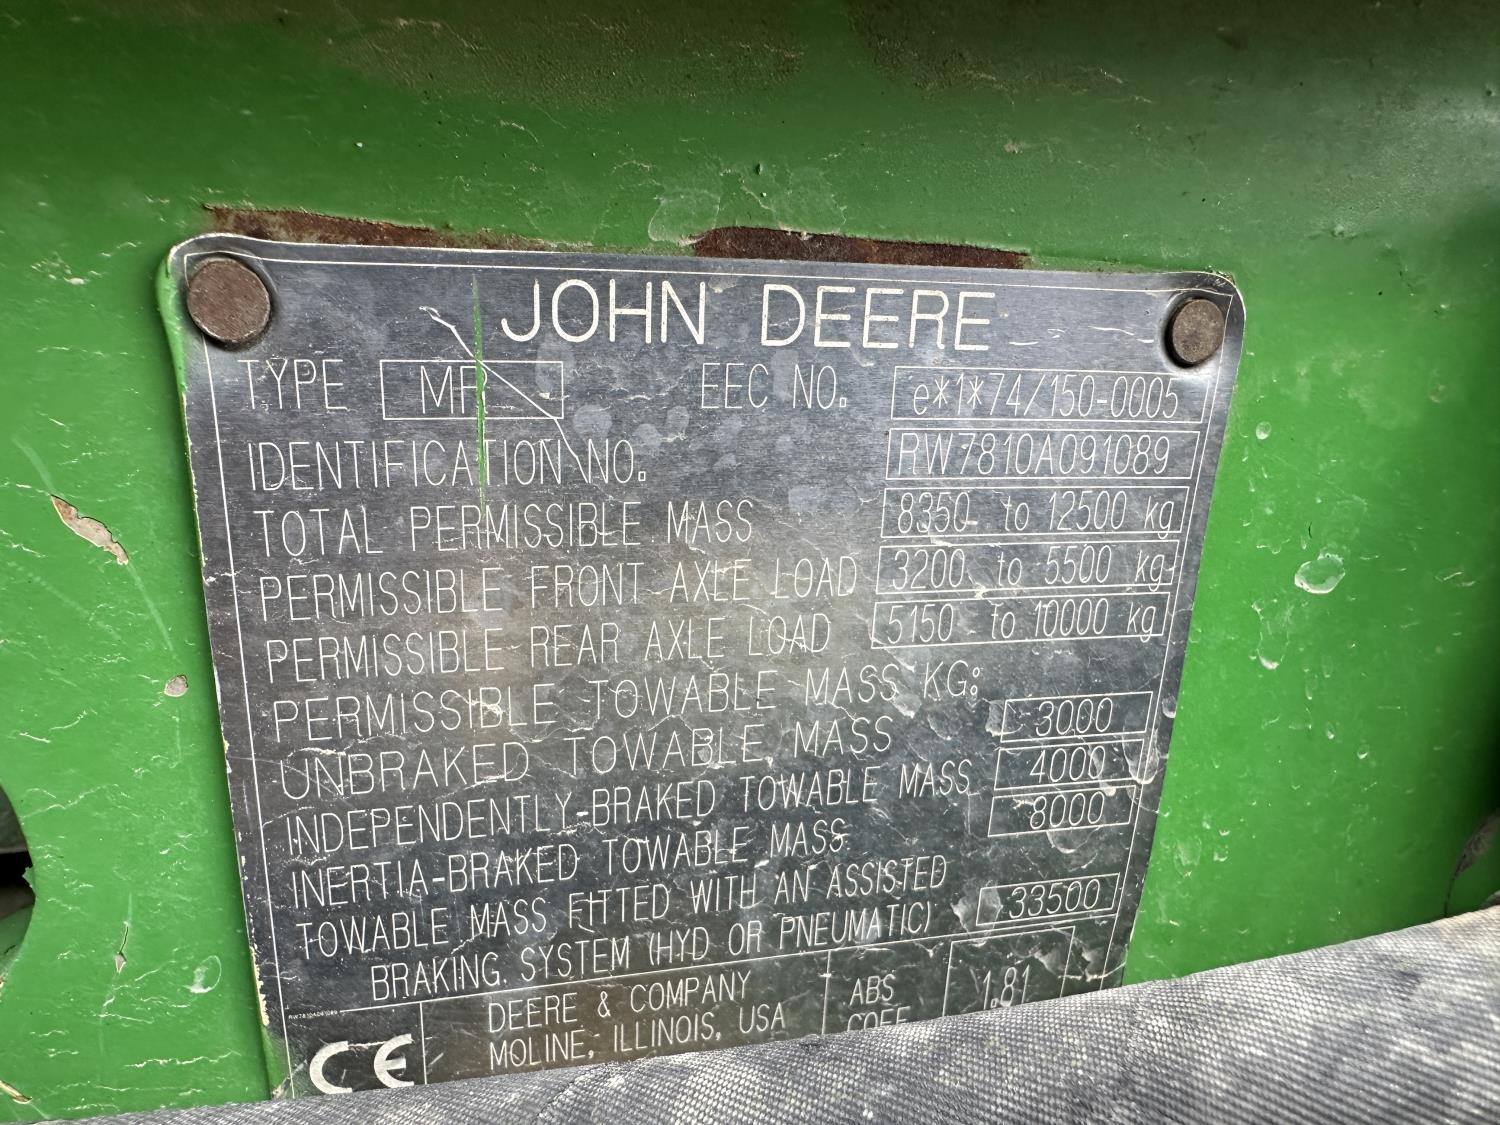 JOHN DEERE
TYPE MF EEC NO. e*1*74/150-0005
IDENTIFICATION NO. RW7810A091089
TOTAL PERMISSIBLE MASS 8350 to 12500 kg
PERMISSIBLE FRONT AXLE LOAD 3200 to 5500 kg
PERMISSIBLE REAR AXLE LOAD 5150 to 10000 kg
PERMISSIBLE TOWABLE MASS KG:
UNBRAKED TOWABLE MASS 3000
INDEPENDENTLY-BRAKED TOWABLE MASS 4000
INERTIA-BRAKED TOWABLE MASS 8000
TOWABLE MASS FITTED WITH AN ASSISTED
BRAKING SYSTEM (HYD OR PNEUMATIC) 33500
RW7810A091089
CE DEERE & COMPANY ABS 1.81
MOLINE, ILLINOIS, USA COEF